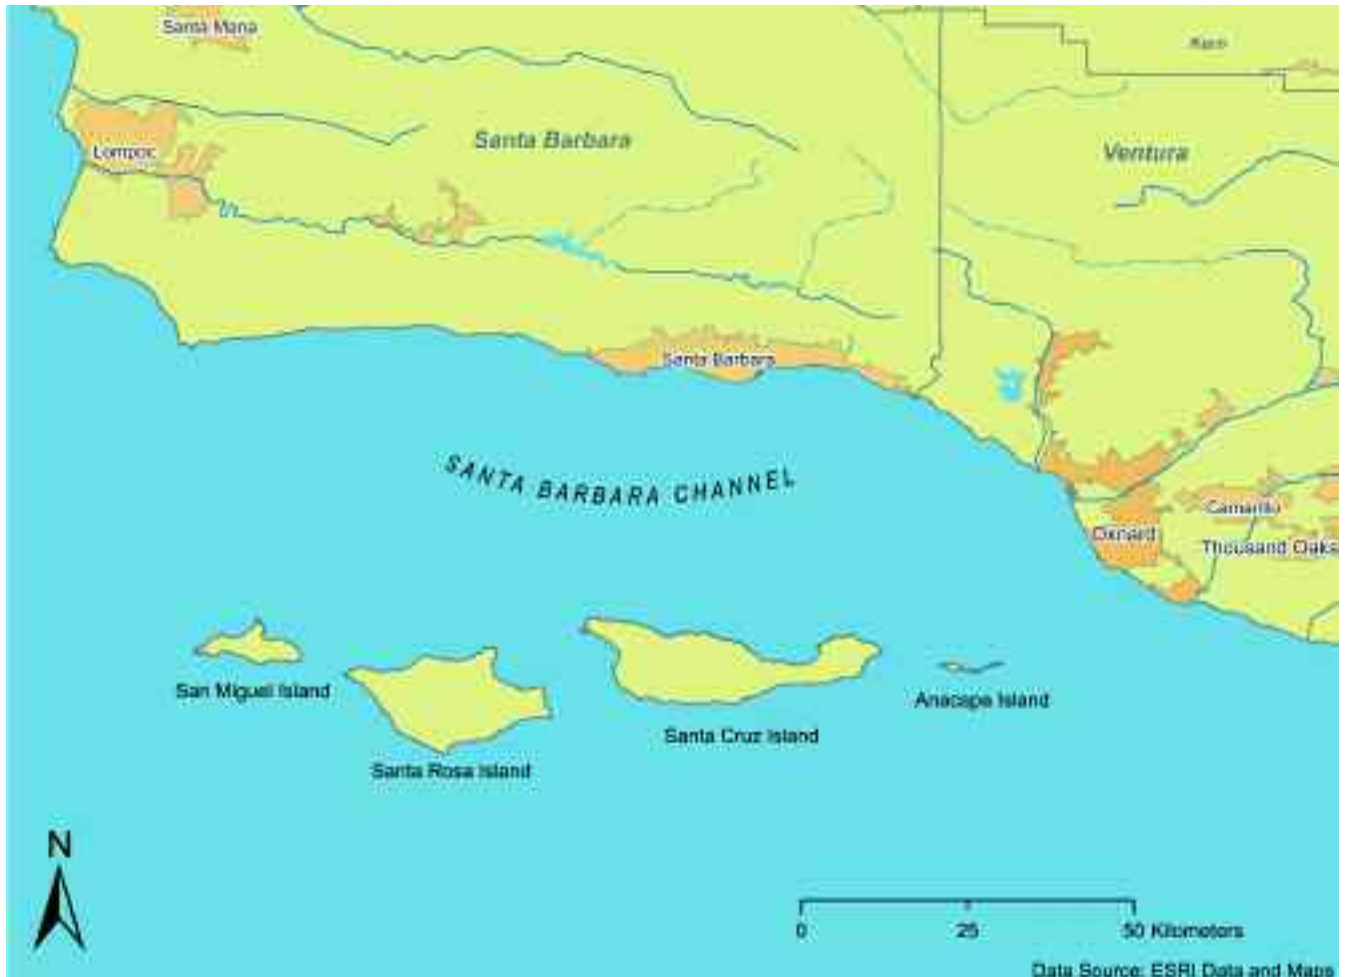 Santa Maria
Kern
Lompoc
Santa Barbara
Ventura
Santa Barbara
SANTA BARBARA CHANNEL
Camarillo
Oxnard
Thousand Oaks
San Miguel Island
Santa Rosa Island
Santa Cruz Island
Anacapa Island
N
0 25 50 Kilometers
Data Source: ESRI Data and Maps